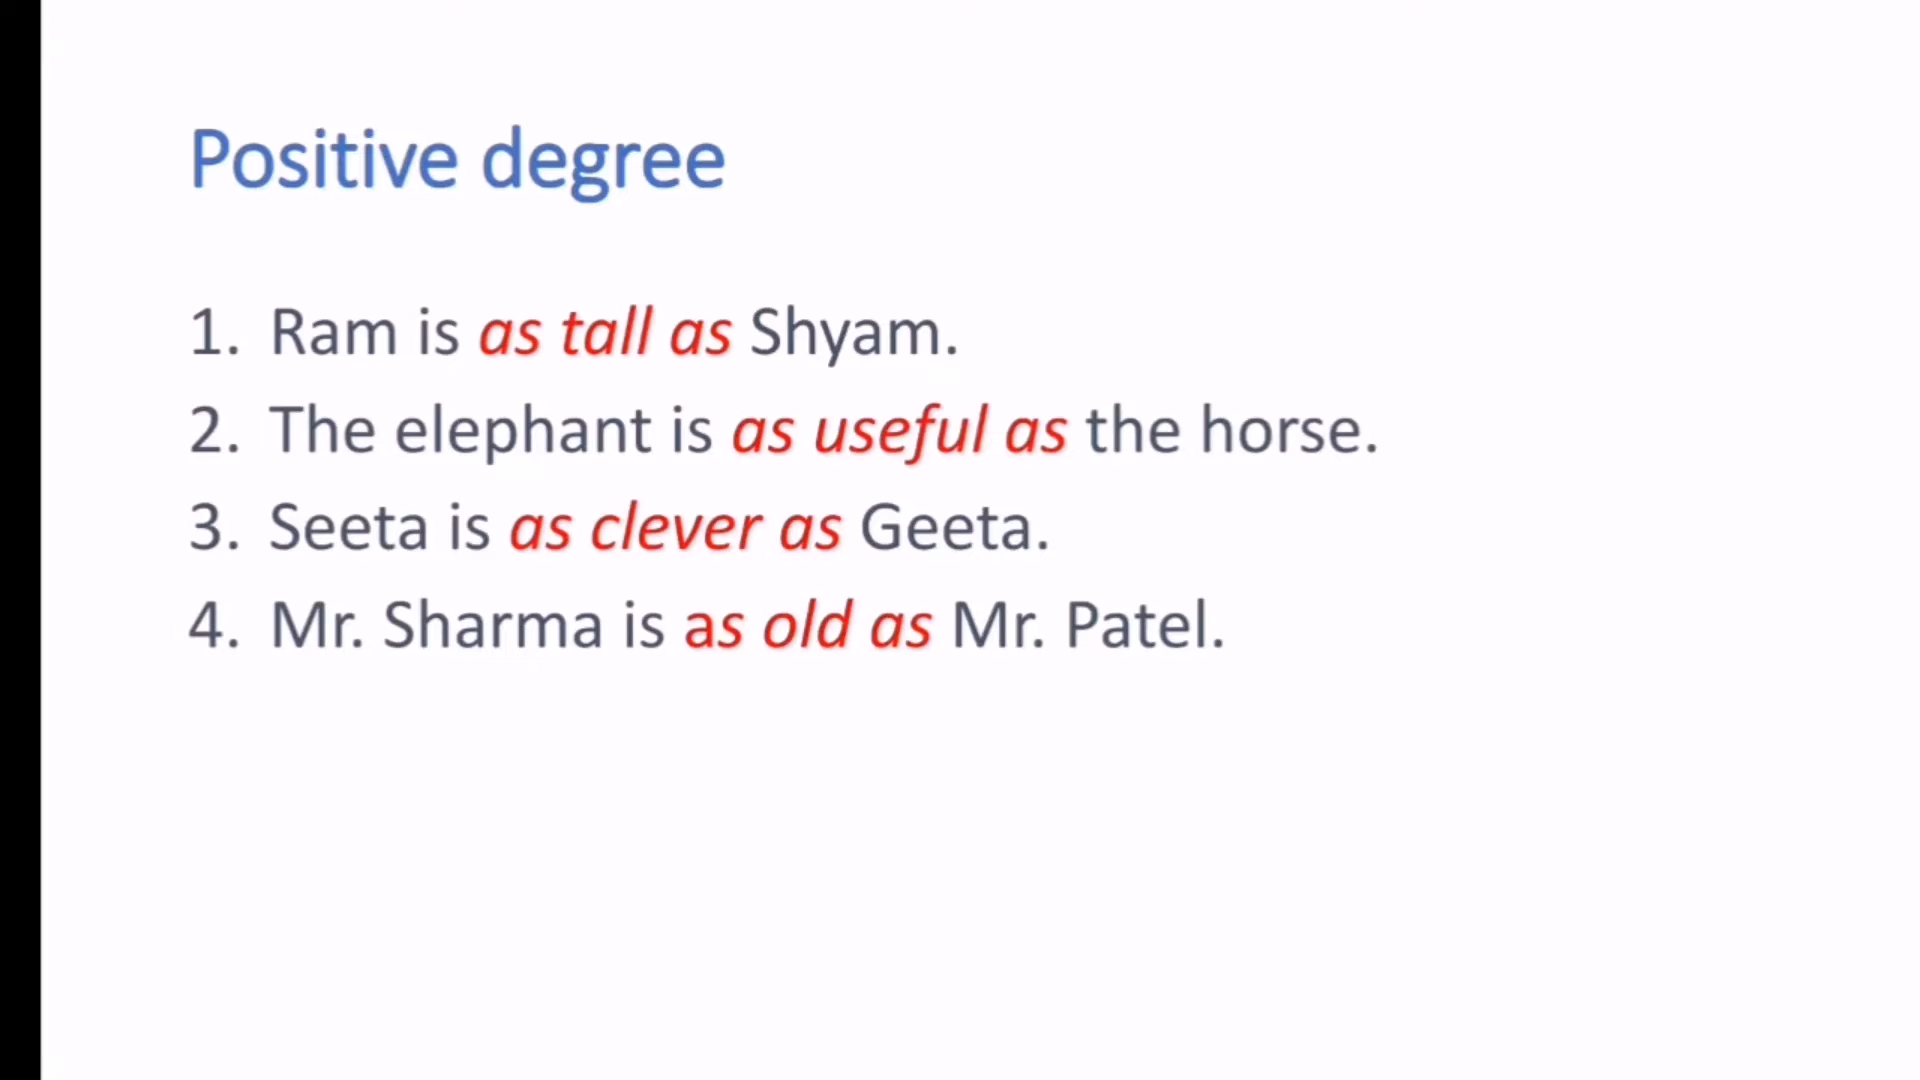 Positive degree
1. Ram is as tall as Shyam.
2. The elephant is as useful as the horse.
3. Seeta is as clever as Geeta.
4. Mr. Sharma is as old as Mr. Patel.